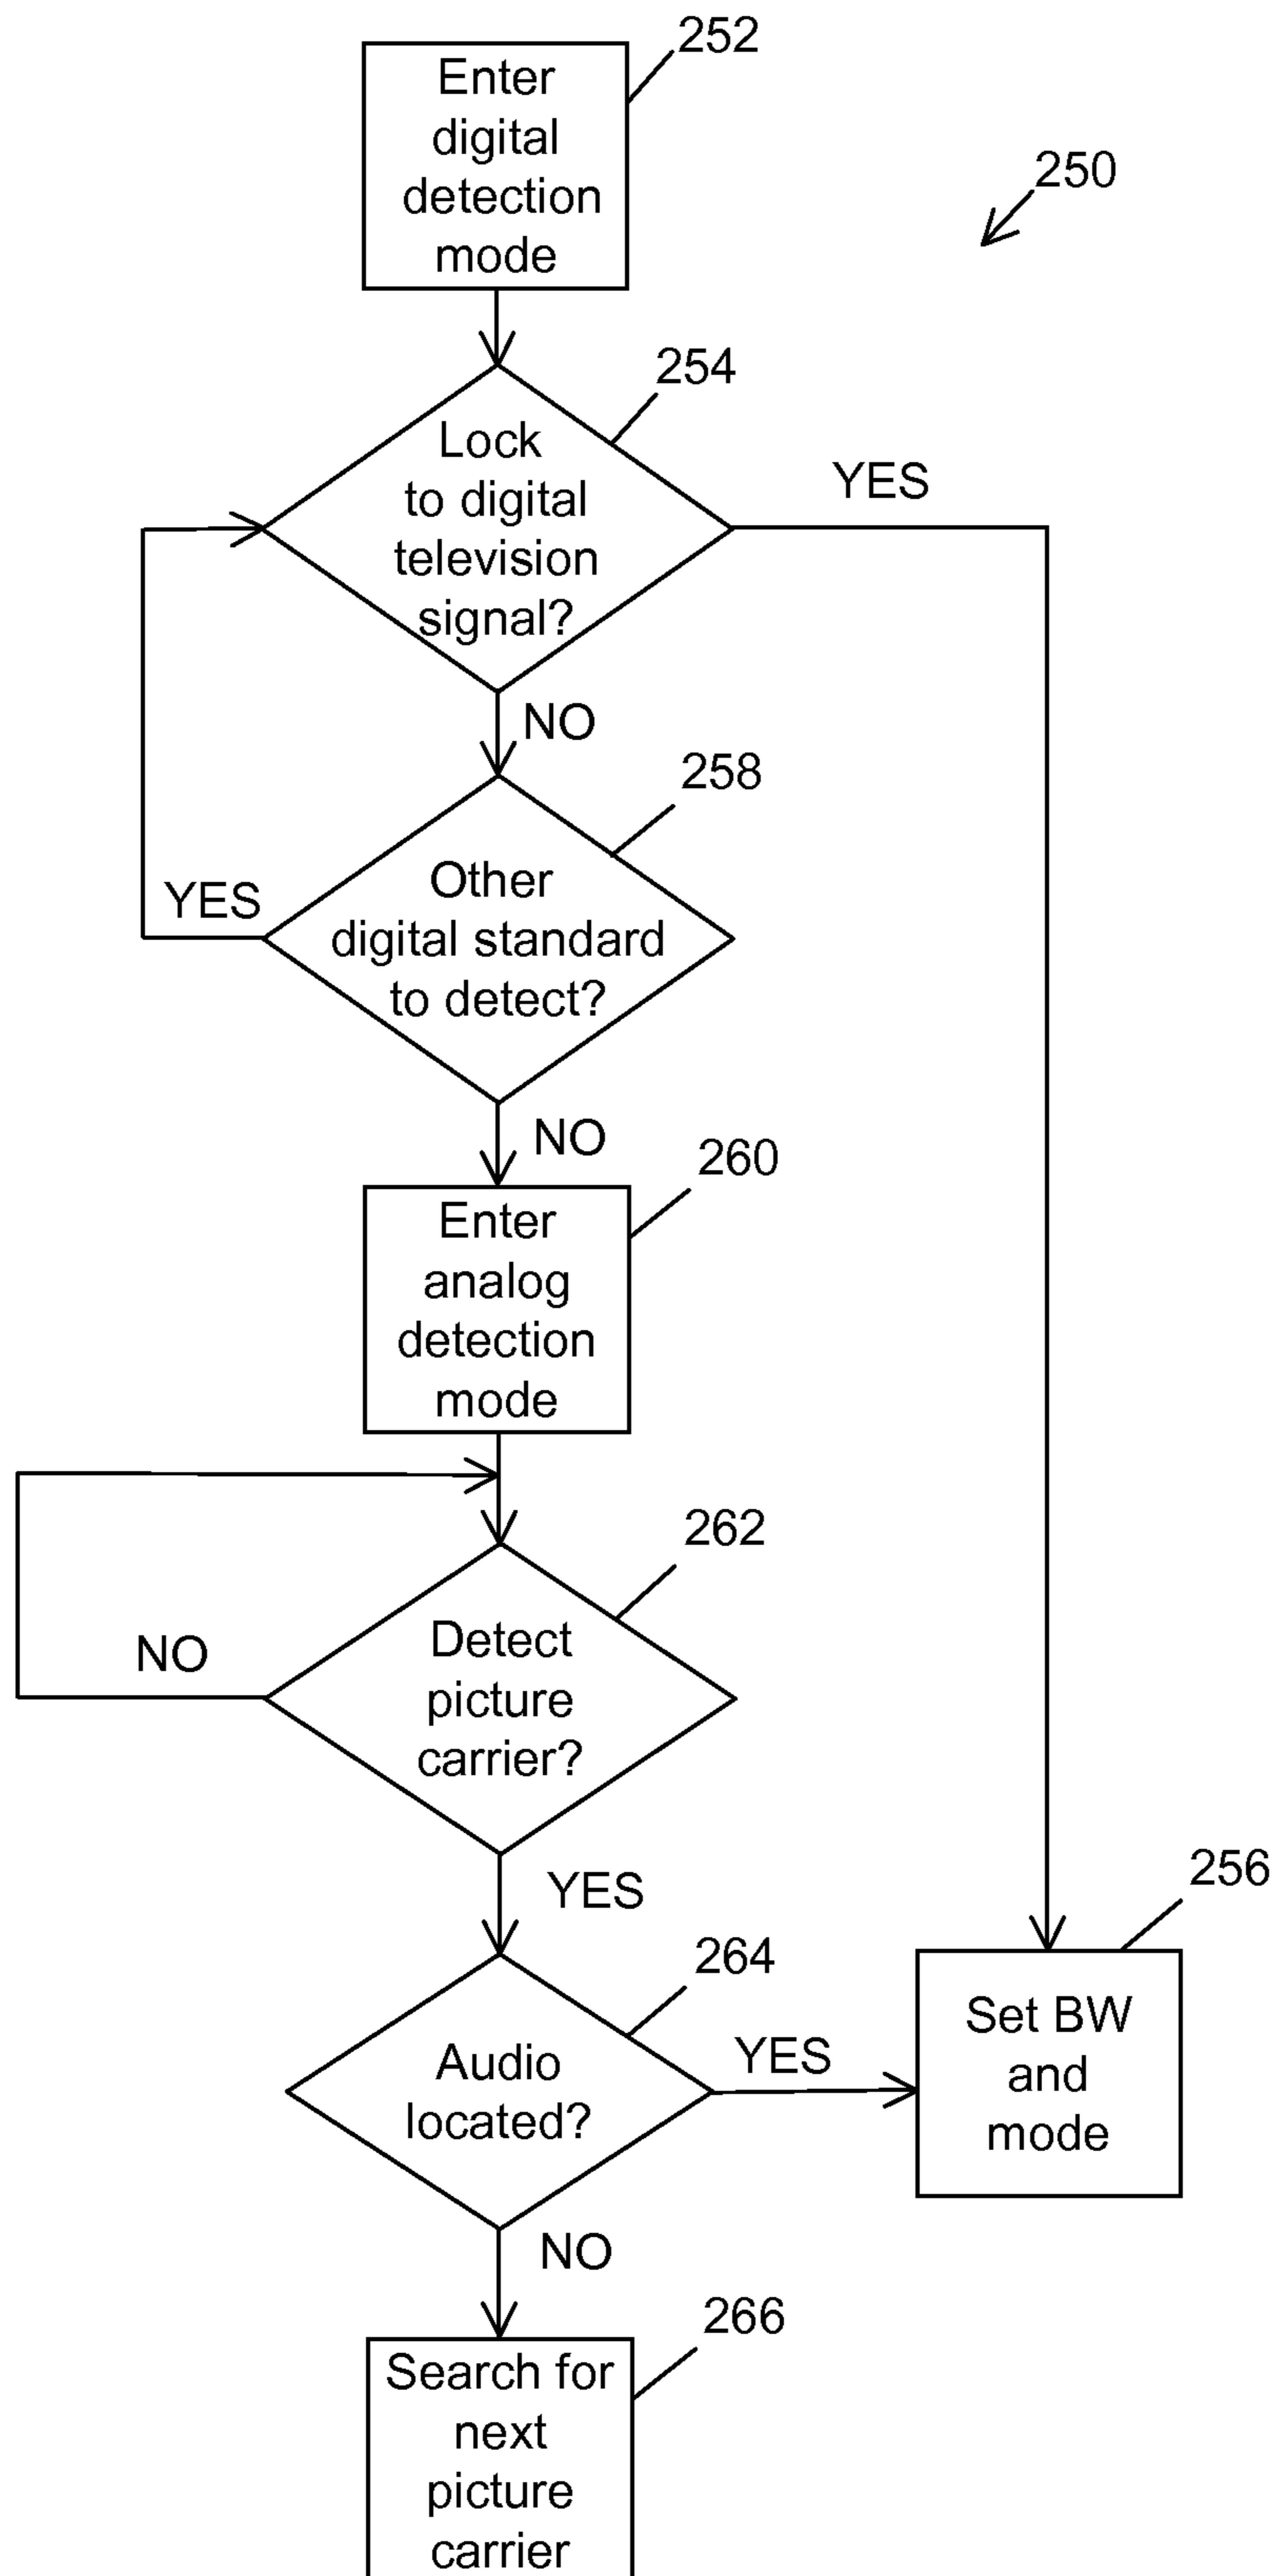 252
Enter
digital
detection
mode
250
254
Lock
to digital
television
signal?
YES
NO
258
Other
digital standard
to detect?
YES
NO
260
Enter
analog
detection
mode
262
Detect
picture
carrier?
NO
YES
256
264
Audio
located?
YES
Set BW
and
mode
NO
266
Search for
next
picture
carrier